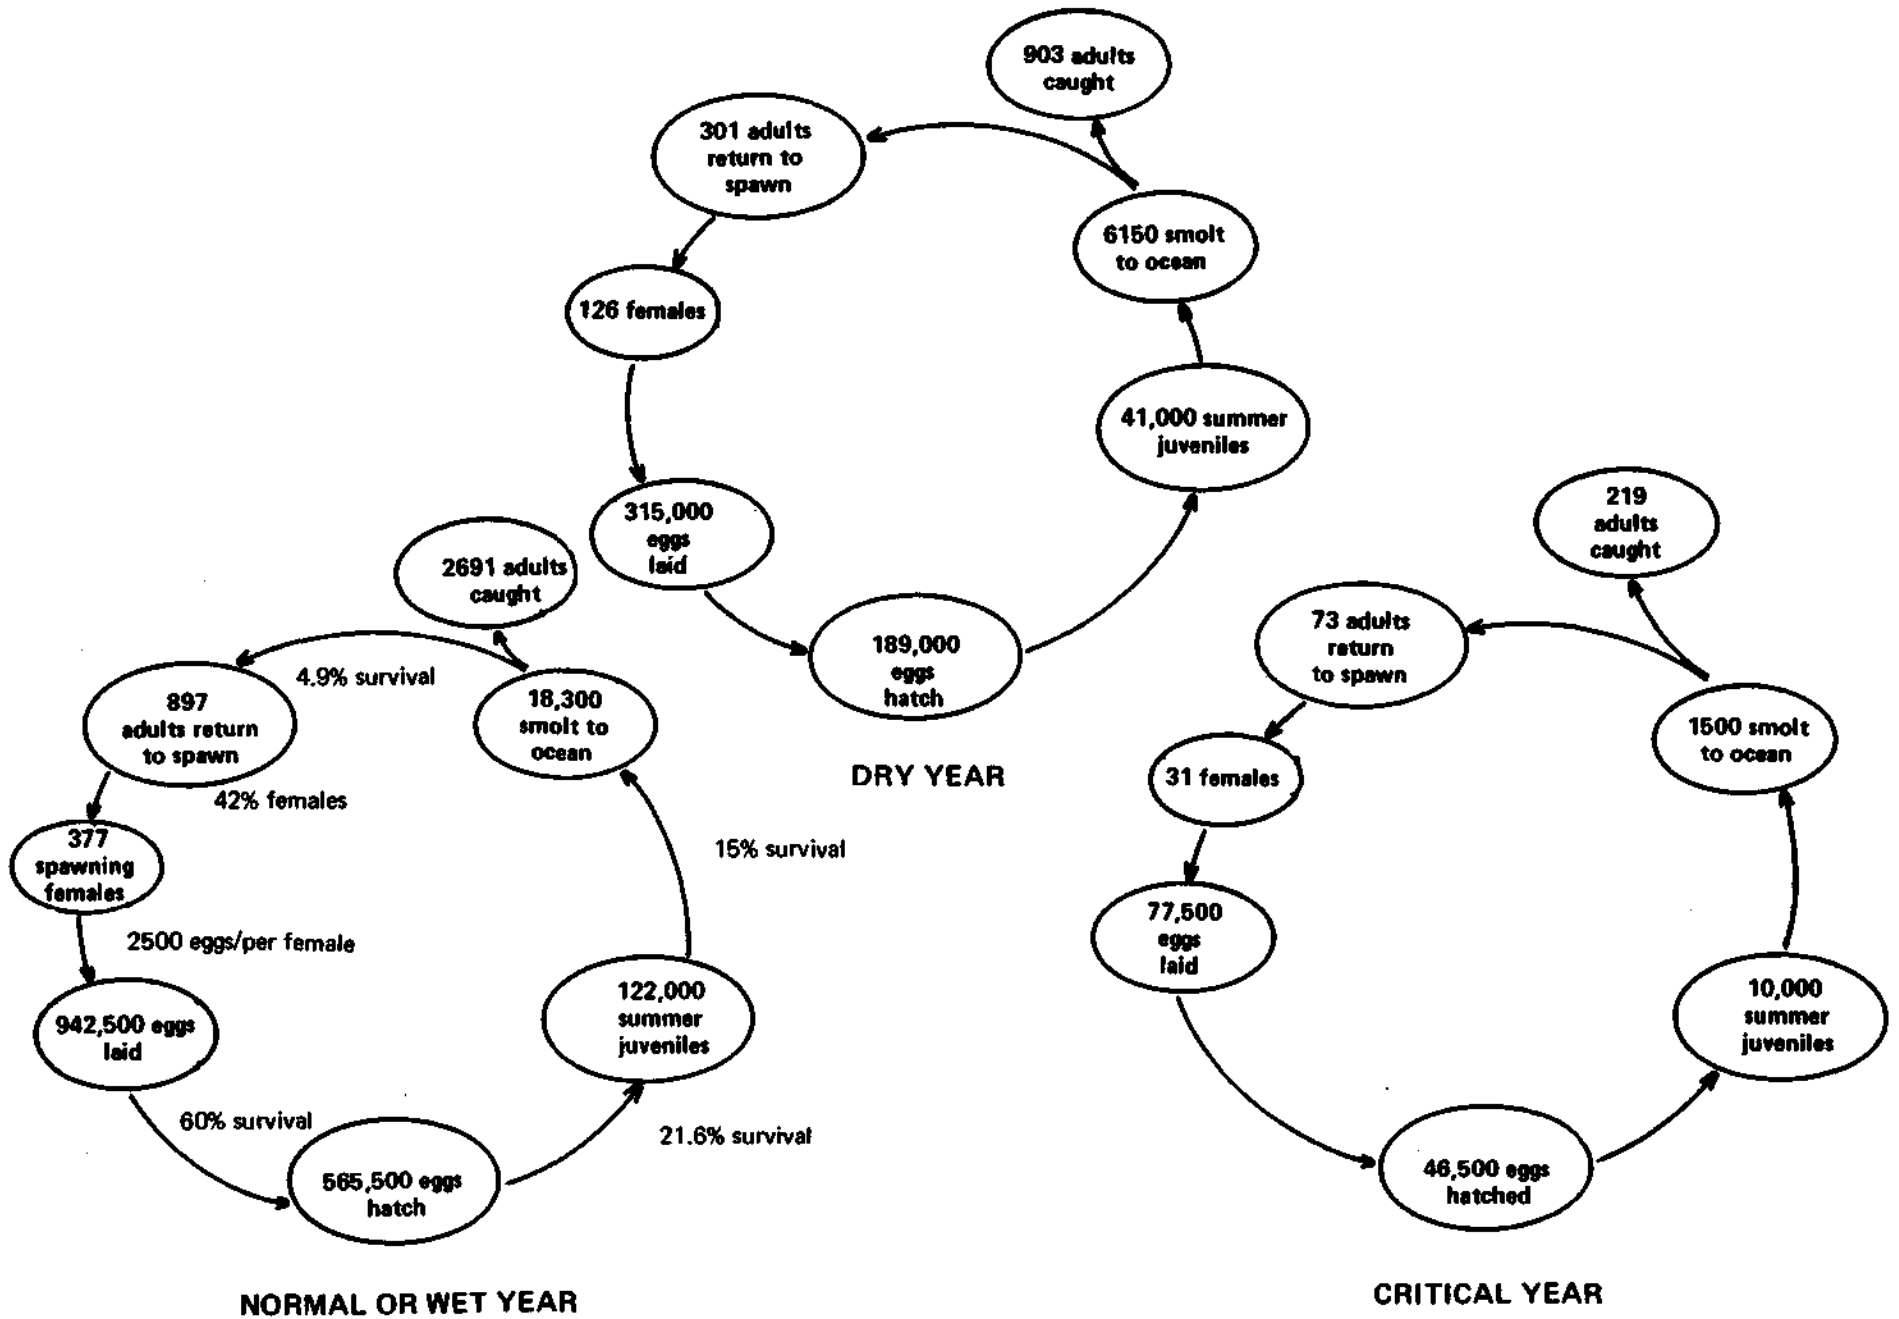 903 adults
caught
301 adults
return to
spawn
6150 smolt
to ocean
126 females
41,000 summer
juveniles
315,000
eggs
laid
189,000
eggs
hatch
DRY YEAR
2691 adults
caught
4.9% survival
897
adults return
to spawn
18,300
smolt to
ocean
42% females
377
spawning
females
15% survival
2500 eggs/per female
942,500 eggs
laid
122,000
summer
juveniles
60% survival
21.6% survival
565,500 eggs
hatch
NORMAL OR WET YEAR
219
adults
caught
73 adults
return
to spawn
1500 smolt
to ocean
31 females
77,500
eggs
laid
10,000
summer
juveniles
46,500 eggs
hatched
CRITICAL YEAR